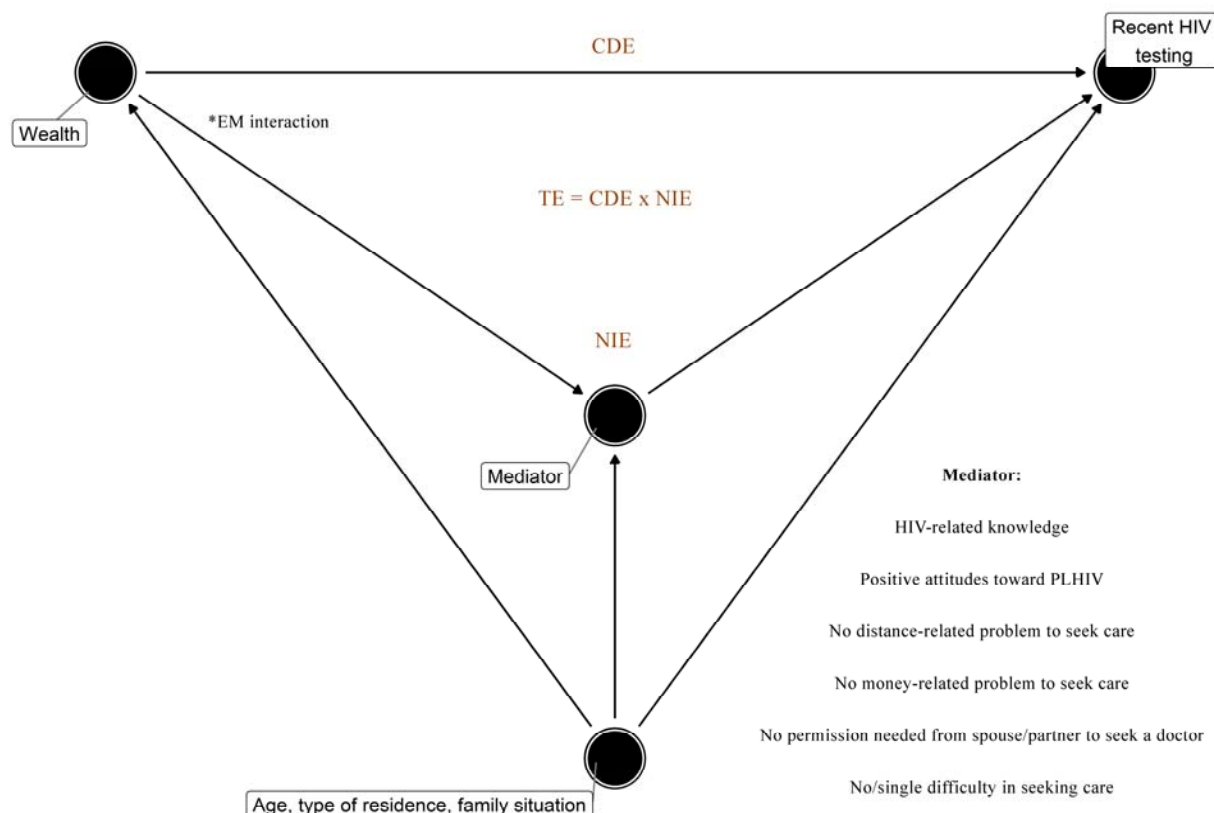 CDE
Recent HIV
testing
Wealth
*EM interaction
TE = CDE x NIE
NIE
Mediator
Mediator:
HIV-related knowledge
Positive attitudes toward PLHIV
No distance-related problem to seek care
No money-related problem to seek care
No permission needed from spouse/partner to seek a doctor
No/single difficulty in seeking care
Age, type of residence, family situation